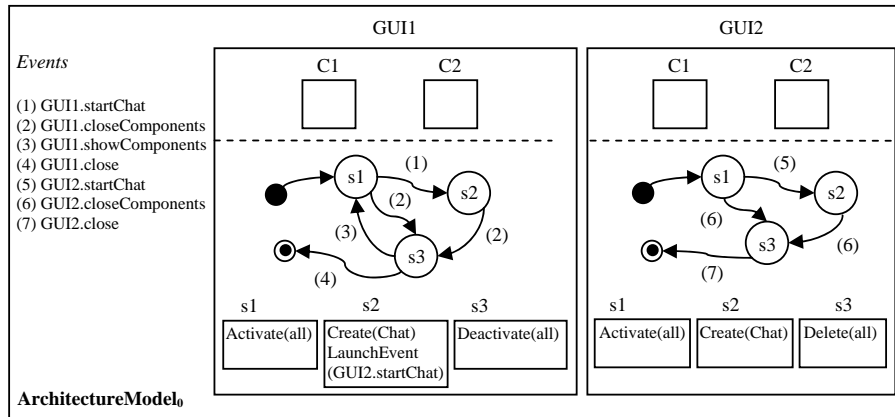 GUI1
GUI2
Events
(1) GUI1.startChat
(2) GUI1.closeComponents
(3) GUI1.showComponents
(4) GUI1.close
(5) GUI2.startChat
(6) GUI2.closeComponents
(7) GUI2.close
C1
C2
s1
(1)
s2
(2)
(2)
(3)
s3
(4)
s1
s2
s3
Activate(all)
Create(Chat)
LaunchEvent
(GUI2.startChat)
Deactivate(all)
C1
C2
s1
(5)
s2
(6)
s3
(6)
(7)
s1
s2
s3
Activate(all)
Create(Chat)
Delete(all)
ArchitectureModel₀